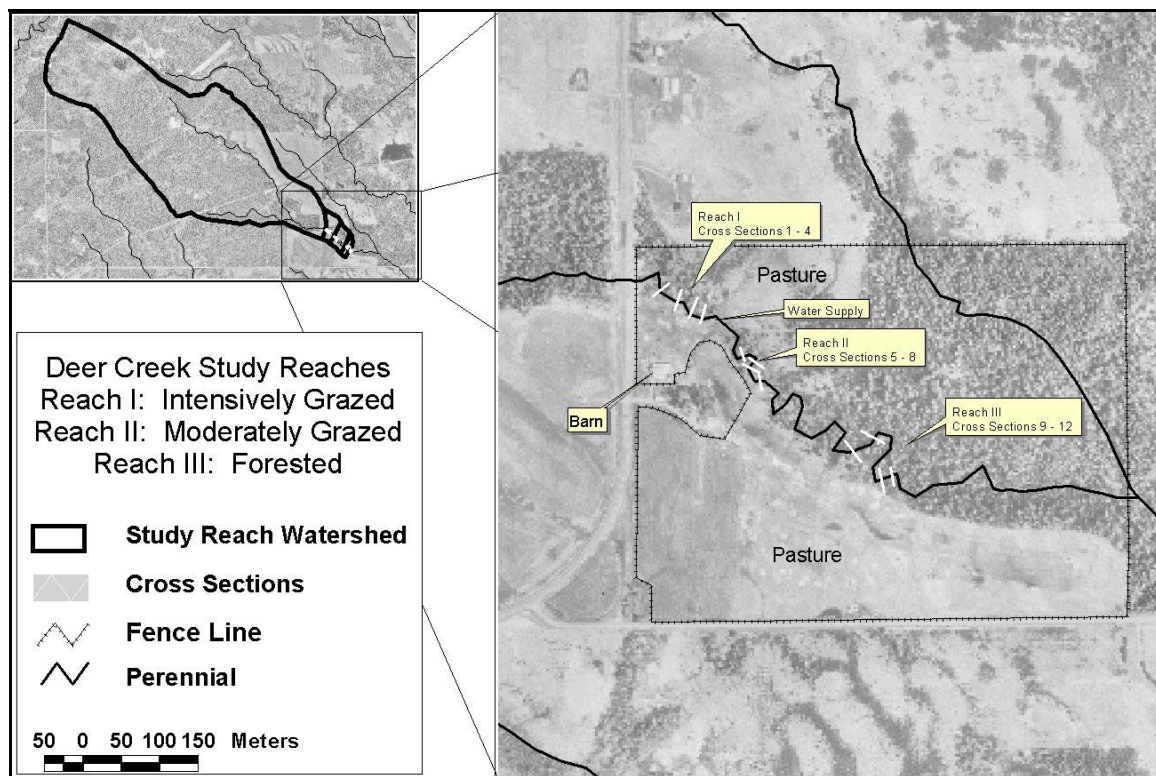 Reach I
Cross Sections 1 - 4
Pasture
Water Supply
Reach II
Cross Sections 5 - 8
Barn
Reach III
Cross Sections 9 - 12
Pasture
Deer Creek Study Reaches
Reach I: Intensively Grazed
Reach II: Moderately Grazed
Reach III: Forested
Study Reach Watershed
Cross Sections
Fence Line
Perennial
50 0 50 100 150 Meters